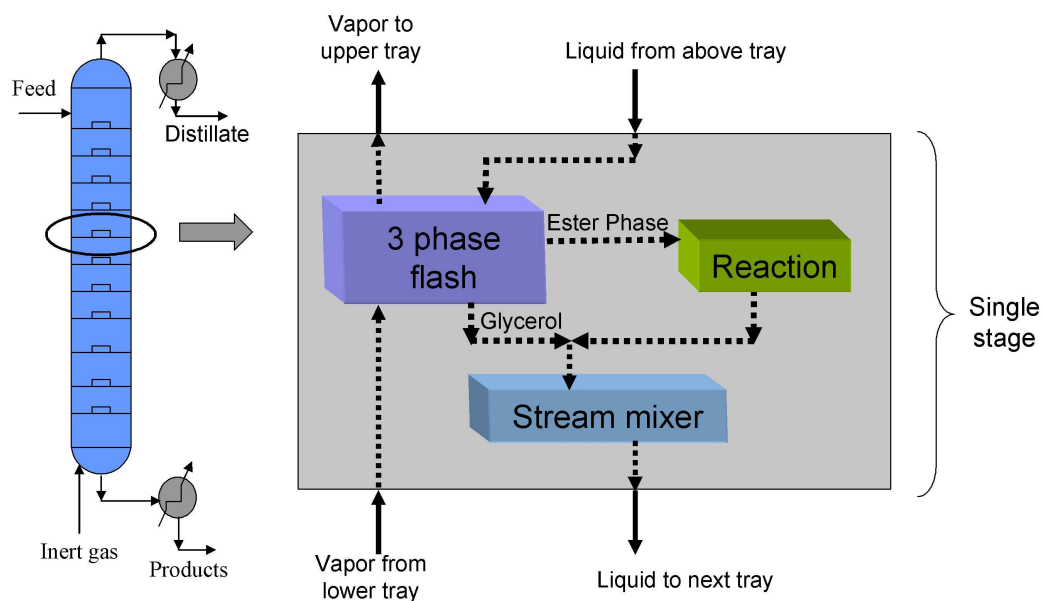 Feed
Distillate
Inert gas
Products
Vapor to
upper tray
Liquid from above tray
3 phase
flash
Ester Phase
Reaction
Glycerol
Stream mixer
Single
stage
Vapor from
lower tray
Liquid to next tray